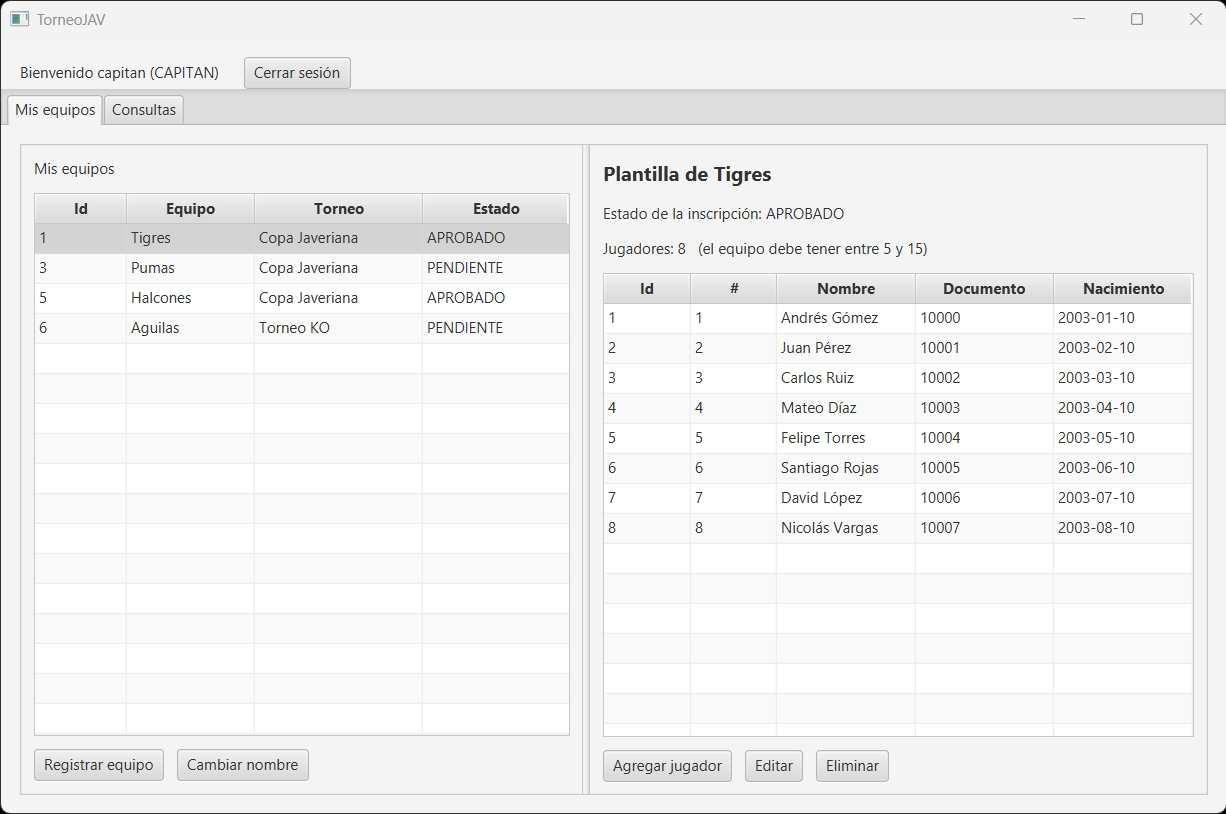 TorneoJAV
Bienvenido capitan (CAPITAN) Cerrar sesión
Mis equipos Consultas
Mis equipos
Id Equipo Torneo Estado
1 Tigres Copa Javeriana APROBADO
3 Pumas Copa Javeriana PENDIENTE
5 Halcones Copa Javeriana APROBADO
6 Aguilas Torneo KO PENDIENTE
Registrar equipo Cambiar nombre
Plantilla de Tigres
Estado de la inscripción: APROBADO
Jugadores: 8 (el equipo debe tener entre 5 y 15)
Id # Nombre Documento Nacimiento
1 1 Andrés Gómez 10000 2003-01-10
2 2 Juan Pérez 10001 2003-02-10
3 3 Carlos Ruiz 10002 2003-03-10
4 4 Mateo Díaz 10003 2003-04-10
5 5 Felipe Torres 10004 2003-05-10
6 6 Santiago Rojas 10005 2003-06-10
7 7 David López 10006 2003-07-10
8 8 Nicolás Vargas 10007 2003-08-10
Agregar jugador Editar Eliminar